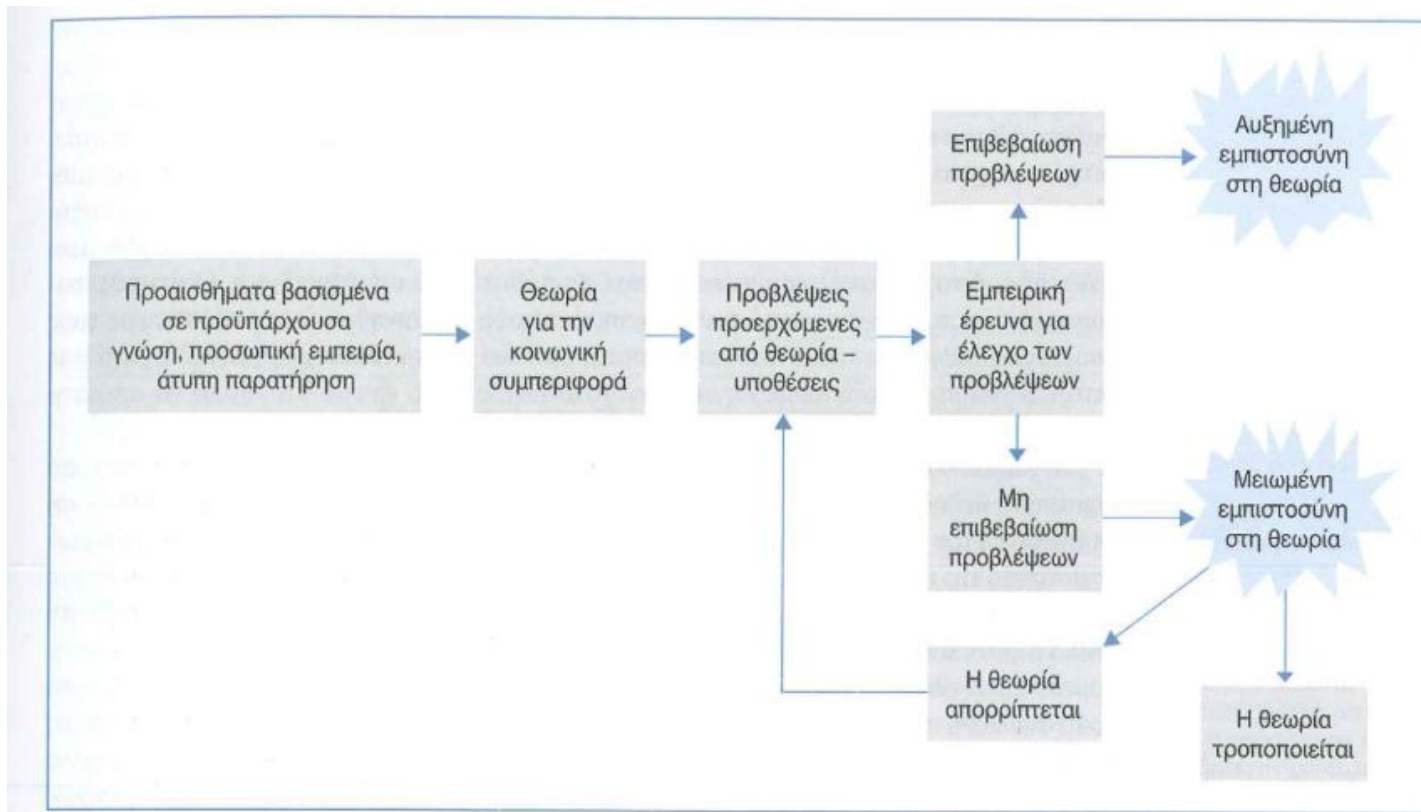 Προαισθήματα βασισμένα
σε προϋπάρχουσα
γνώση, προσωπική εμπειρία,
άτυπη παρατήρηση
Θεωρία
για την
κοινωνική
συμπεριφορά
Προβλέψεις
προερχόμενες
από θεωρία –
υποθέσεις
Εμπειρική
έρευνα για
έλεγχο των
προβλέψεων
Επιβεβαίωση
προβλέψεων
Αυξημένη
εμπιστοσύνη
στη θεωρία
Μη
επιβεβαίωση
προβλέψεων
Μειωμένη
εμπιστοσύνη
στη θεωρία
Η θεωρία
απορρίπτεται
Η θεωρία
τροποποιείται